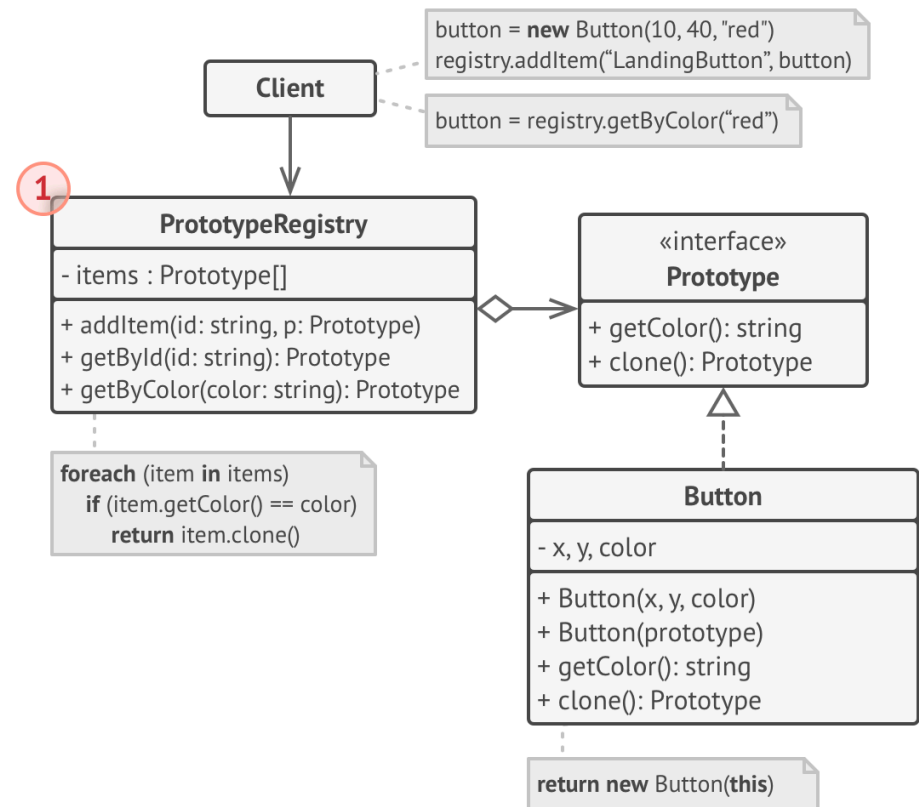 button = new Button(10, 40, "red")
registry.addItem(“LandingButton”, button)
Client
button = registry.getByColor(“red”)
1
PrototypeRegistry
- items : Prototype[]
+ addItem(id: string, p: Prototype)
+ getById(id: string): Prototype
+ getByColor(color: string): Prototype
«interface»
Prototype
+ getColor(): string
+ clone(): Prototype
foreach (item in items)
if (item.getColor() == color)
return item.clone()
Button
- x, y, color
+ Button(x, y, color)
+ Button(prototype)
+ getColor(): string
+ clone(): Prototype
return new Button(this)